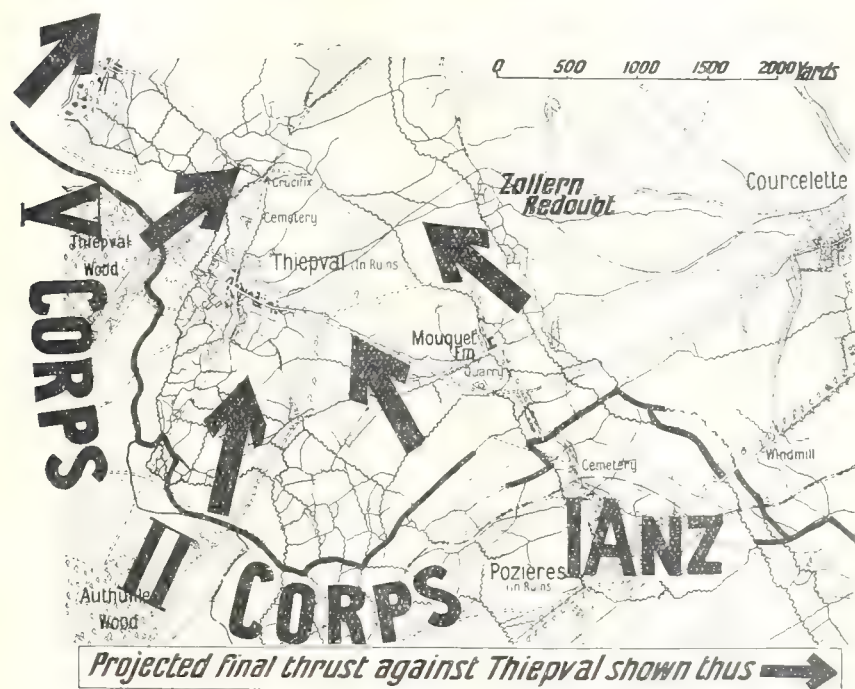 0 500 1000 1500 2000 Yards
Crucifix
Zollern
Redoubt
Courcelette
Cemetery
Thiepval
Wood
Thiepval (In Ruins
V CORPS
Mouquet
Fm
Quarry
Windmill
Cemetery
I ANZ
Pozières
(In Ruins
II CORPS
Authuille
Wood
Projected final thrust against Thiepval shown thus